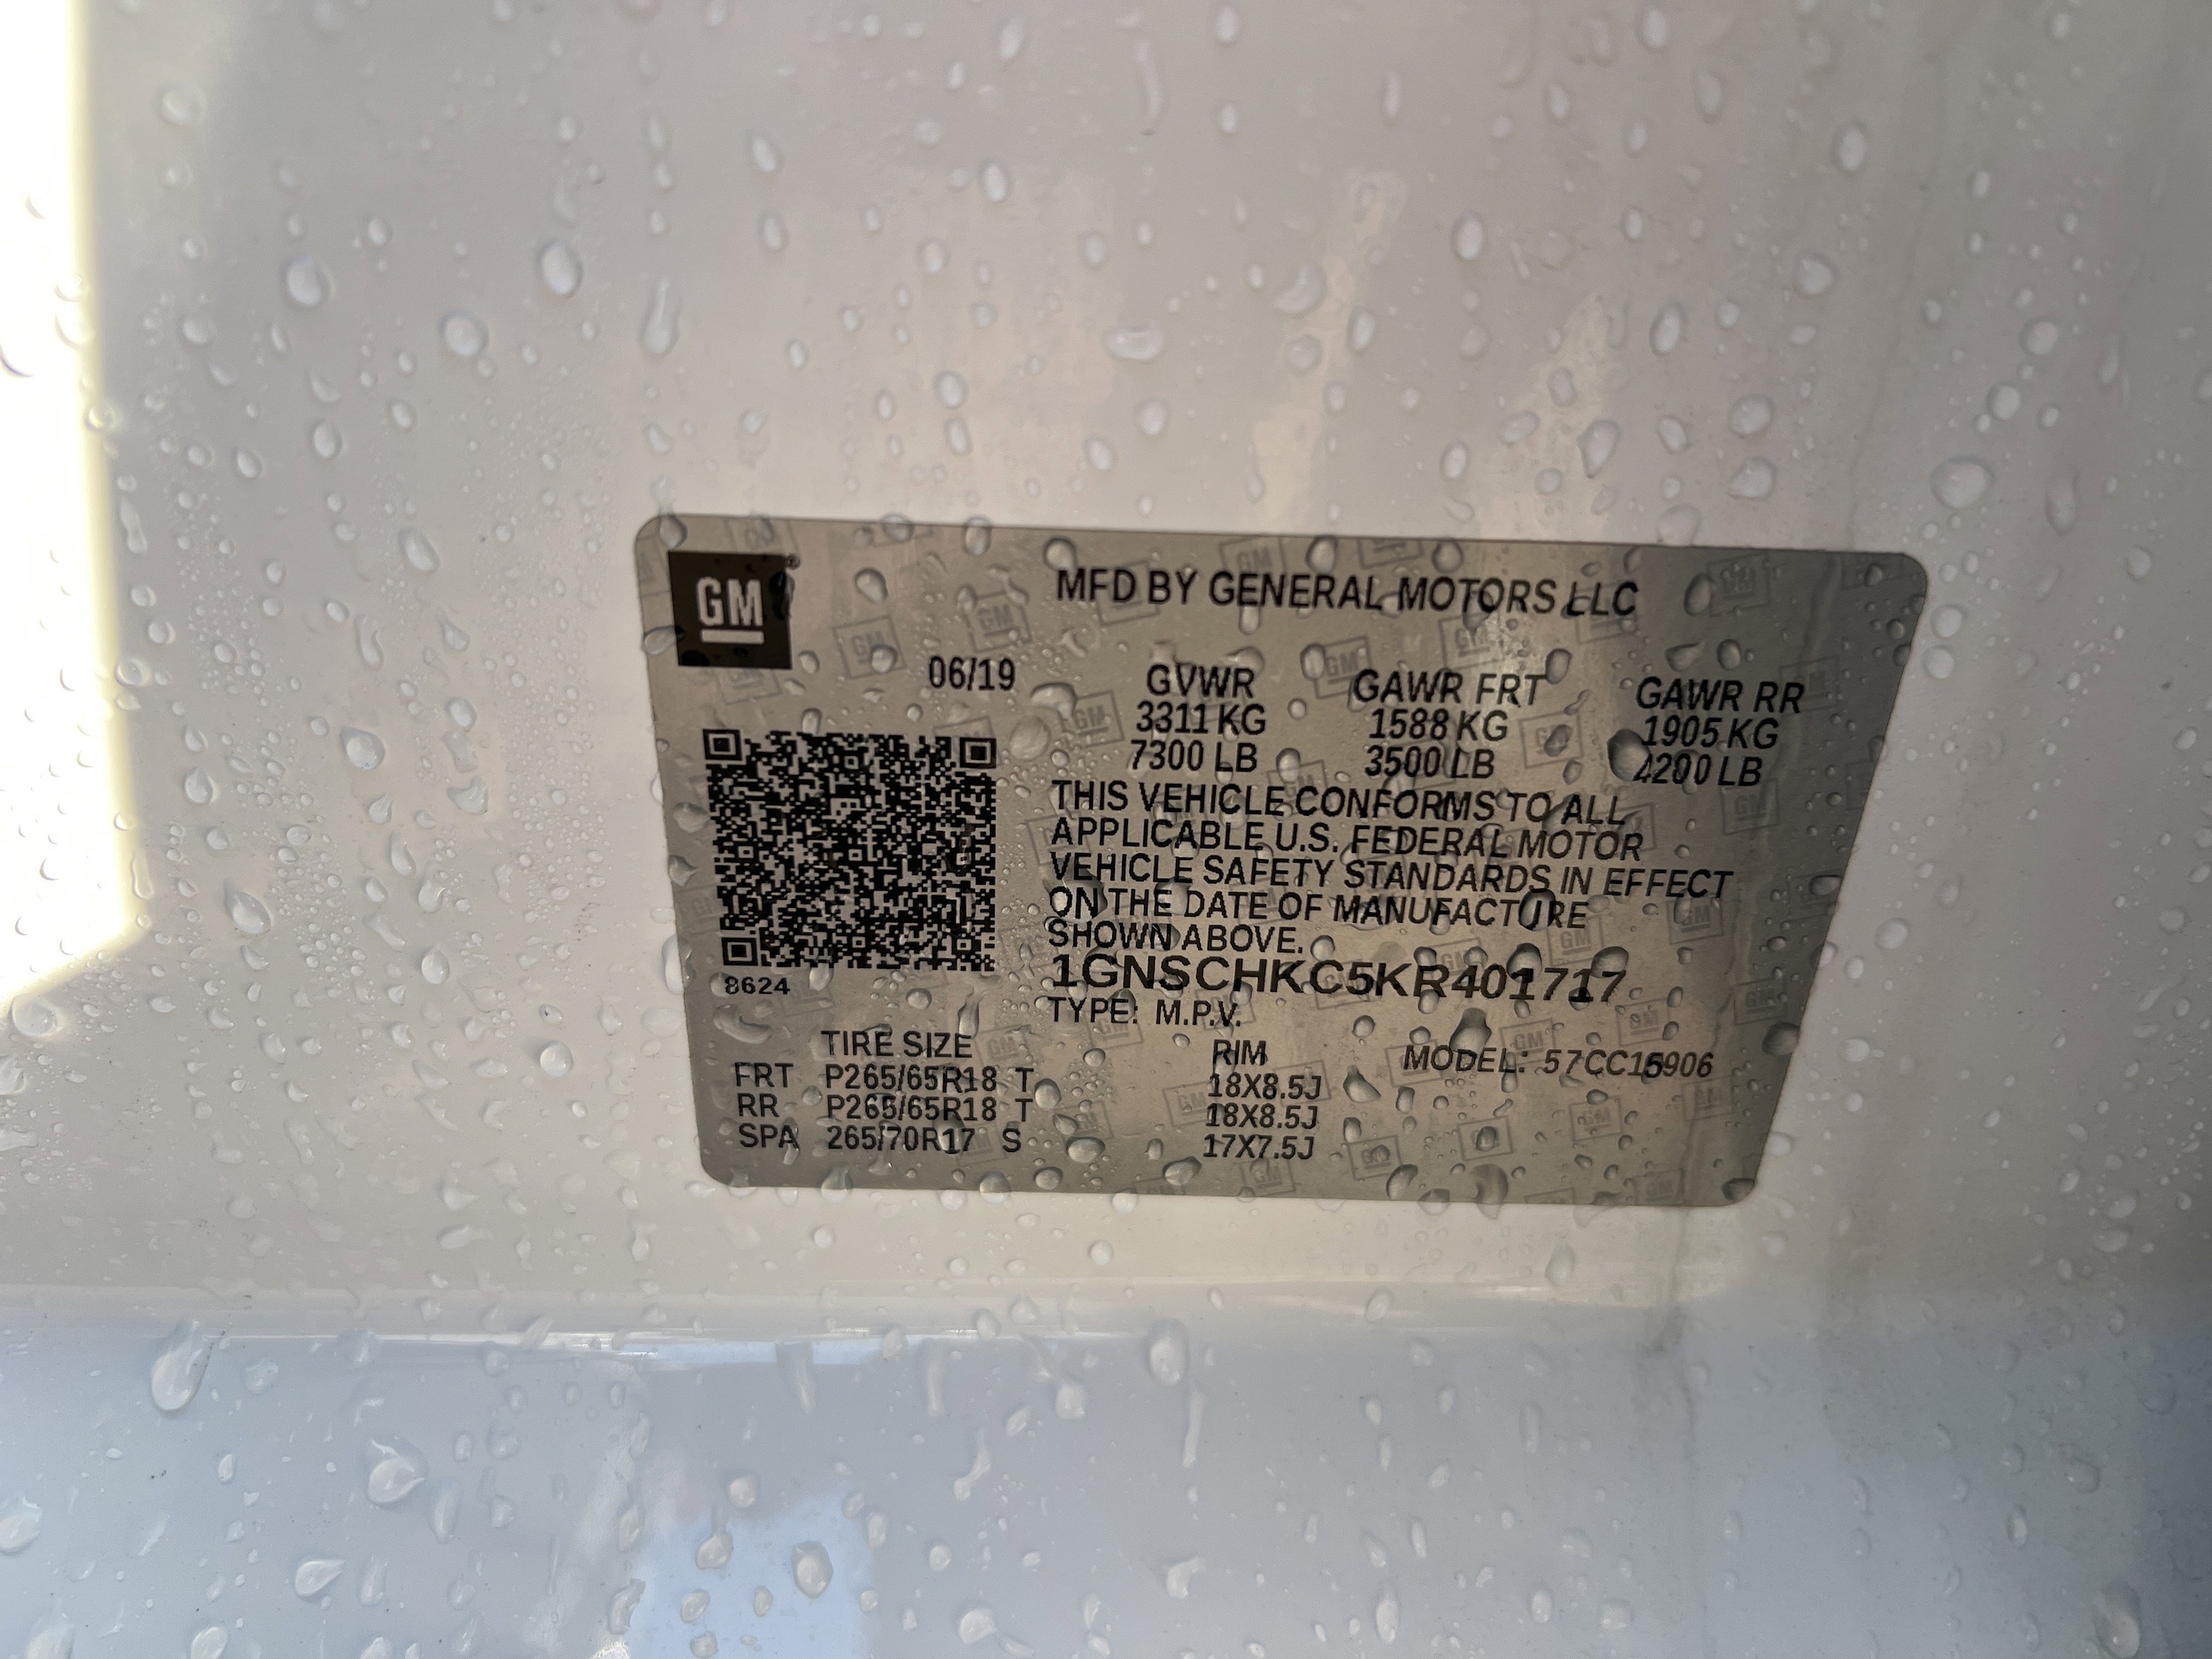 GM
MFD BY GENERAL MOTORS LLC
06/19 GVWR GAWR FRT GAWR RR
3311 KG 1588 KG 1905 KG
7300 LB 3500 LB 4200 LB
THIS VEHICLE CONFORMS TO ALL
APPLICABLE U.S. FEDERAL MOTOR
VEHICLE SAFETY STANDARDS IN EFFECT
ON THE DATE OF MANUFACTURE
SHOWN ABOVE.
8624 1GNSCHKC5KR401717
TYPE: M.P.V.
TIRE SIZE RIM MODEL: 57CC15906
FRT P265/65R18 T 18X8.5J
RR P265/65R18 T 18X8.5J
SPA 265/70R17 S 17X7.5J